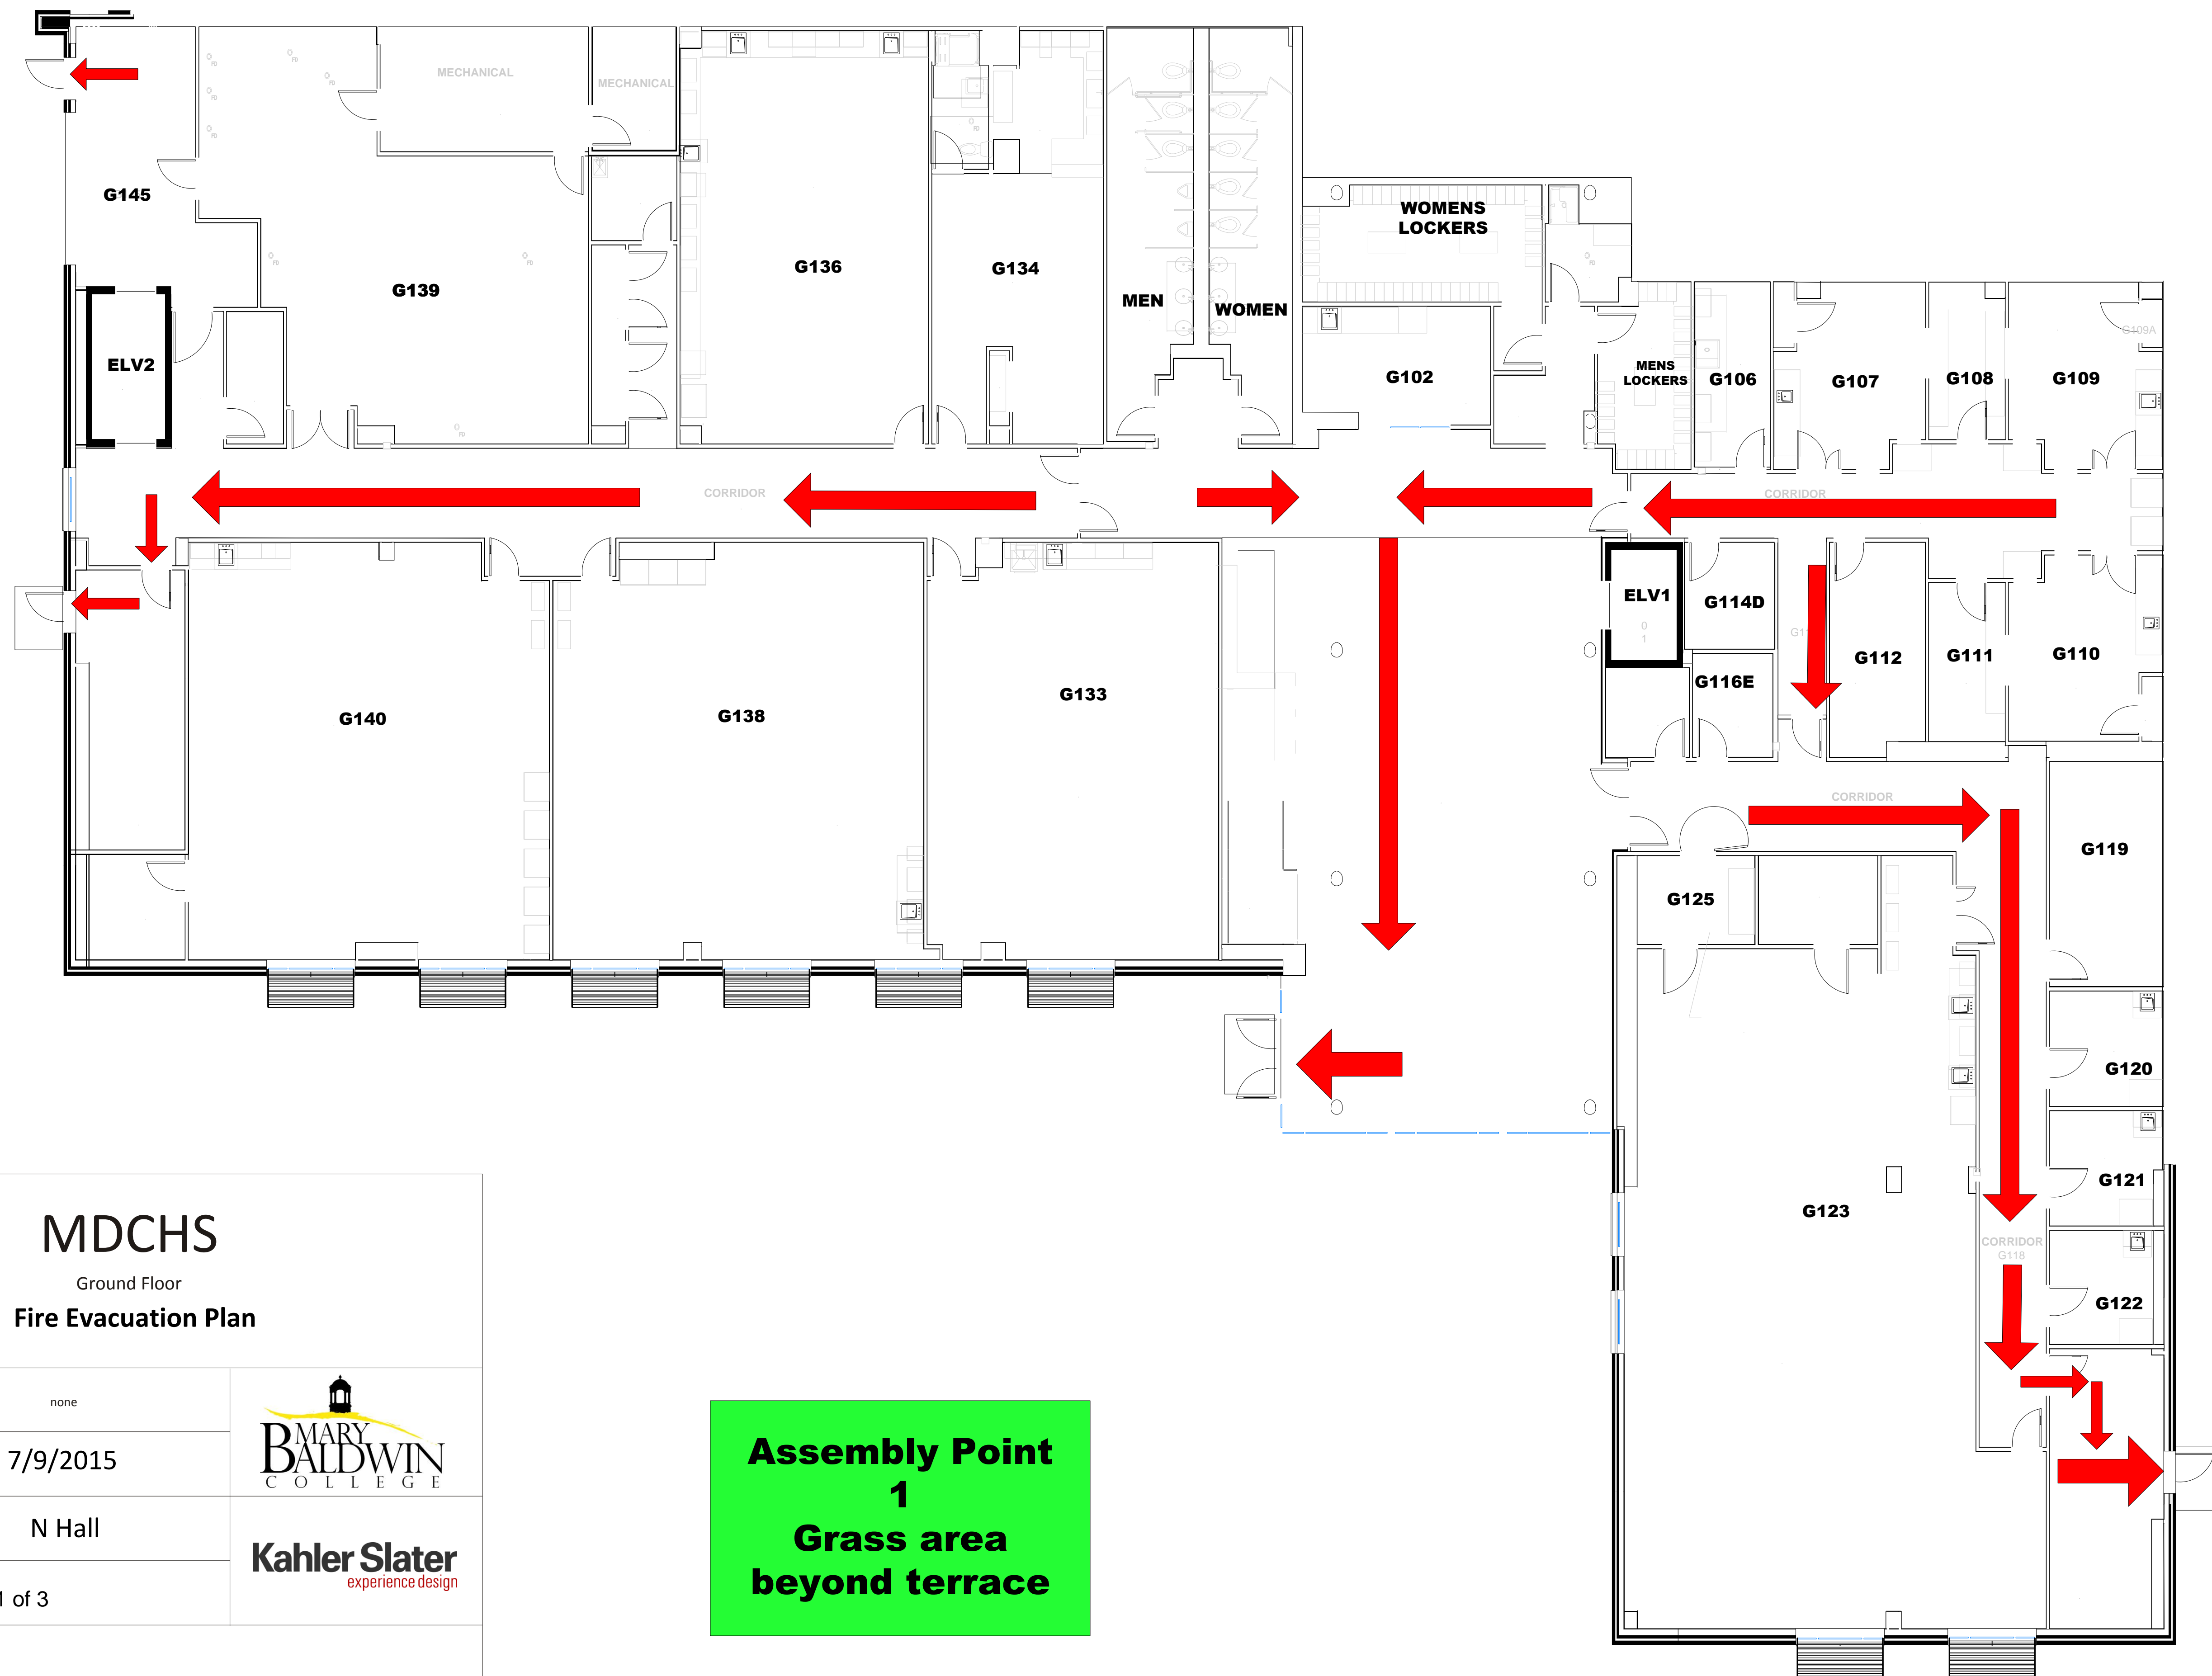 MECHANICAL
MECHANICAL
G145
WOMENS
LOCKERS
G136
G134
G139
MEN
WOMEN
G109A
ELV2
G102
MENS
LOCKERS
G106
G107
G108
G109
CORRIDOR
CORRIDOR
ELV1
G114D
0
1
G112
G111
G110
G116E
G140
G138
G133
CORRIDOR
G119
G125
G120
G121
G123
CORRIDOR
G118
G122
MDCHS
Ground Floor
Fire Evacuation Plan
none
7/9/2015
MARY
BALDWIN
COLLEGE
N Hall
Kahler Slater
experience design
1 of 3
Assembly Point
1
Grass area
beyond terrace